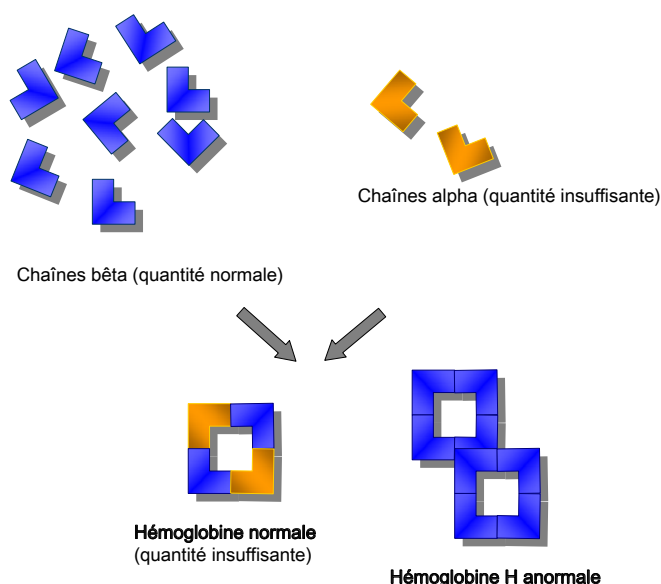 Chaînes alpha (quantité insuffisante)
Chaînes bêta (quantité normale)
Hémoglobine normale
(quantité insuffisante)
Hémoglobine H anormale